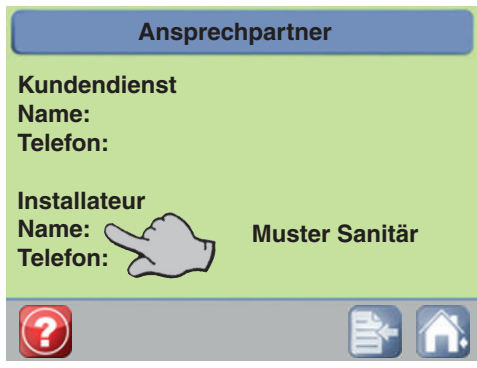 Ansprechpartner
Kundendienst
Name:
Telefon:
Installateur
Name: Muster Sanitär
Telefon:
?